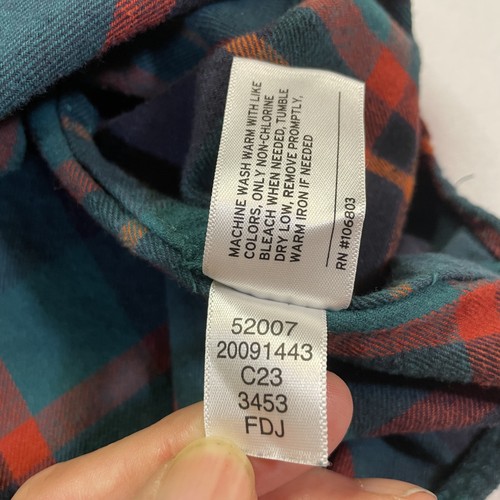 MACHINE WASH WARM WITH LIKE
COLORS, ONLY NON-CHLORINE
BLEACH WHEN NEEDED, TUMBLE
DRY LOW, REMOVE PROMPTLY,
WARM IRON IF NEEDED
RN #106803
52007
20091443
C23
3453
FDJ